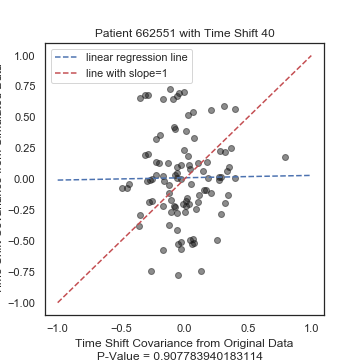 Patient 662551 with Time Shift 40
linear regression line
line with slope=1
1.00
0.75
0.50
0.25
0.00
−0.25
−0.50
−0.75
−1.00
−1.0 −0.5 0.0 0.5 1.0
Time Shift Covariance from Original Data
P-Value = 0.907783940183114